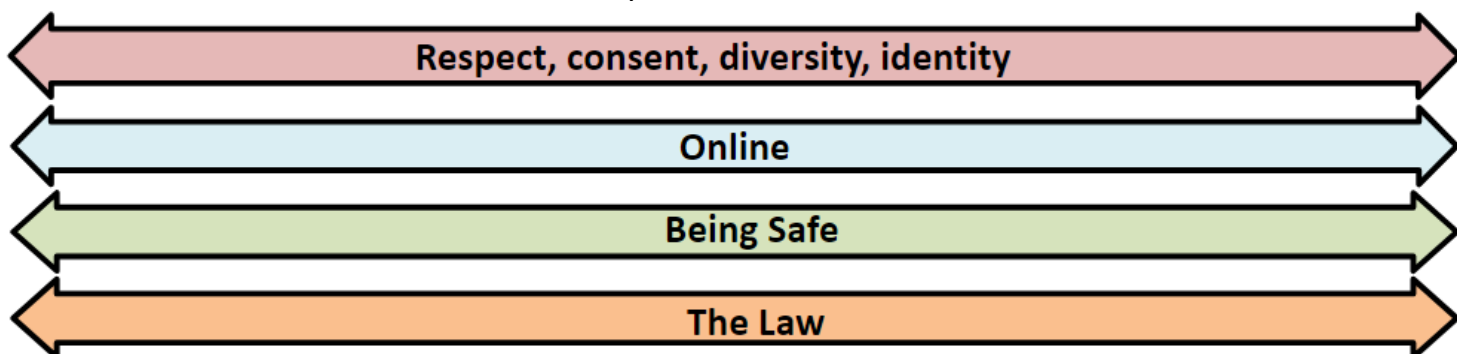 Respect, consent, diversity, identity
Online
Being Safe
The Law